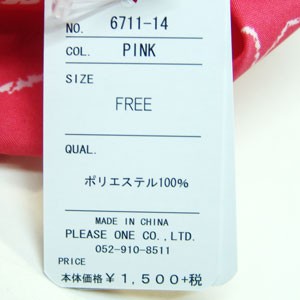 NO. 6711-14
COL. PINK
SIZE
FREE
QUAL.
ポリエステル100%
MADE IN CHINA
PLEASE ONE CO.,LTD.
052-910-8511
PRICE
本体価格¥1,500+税